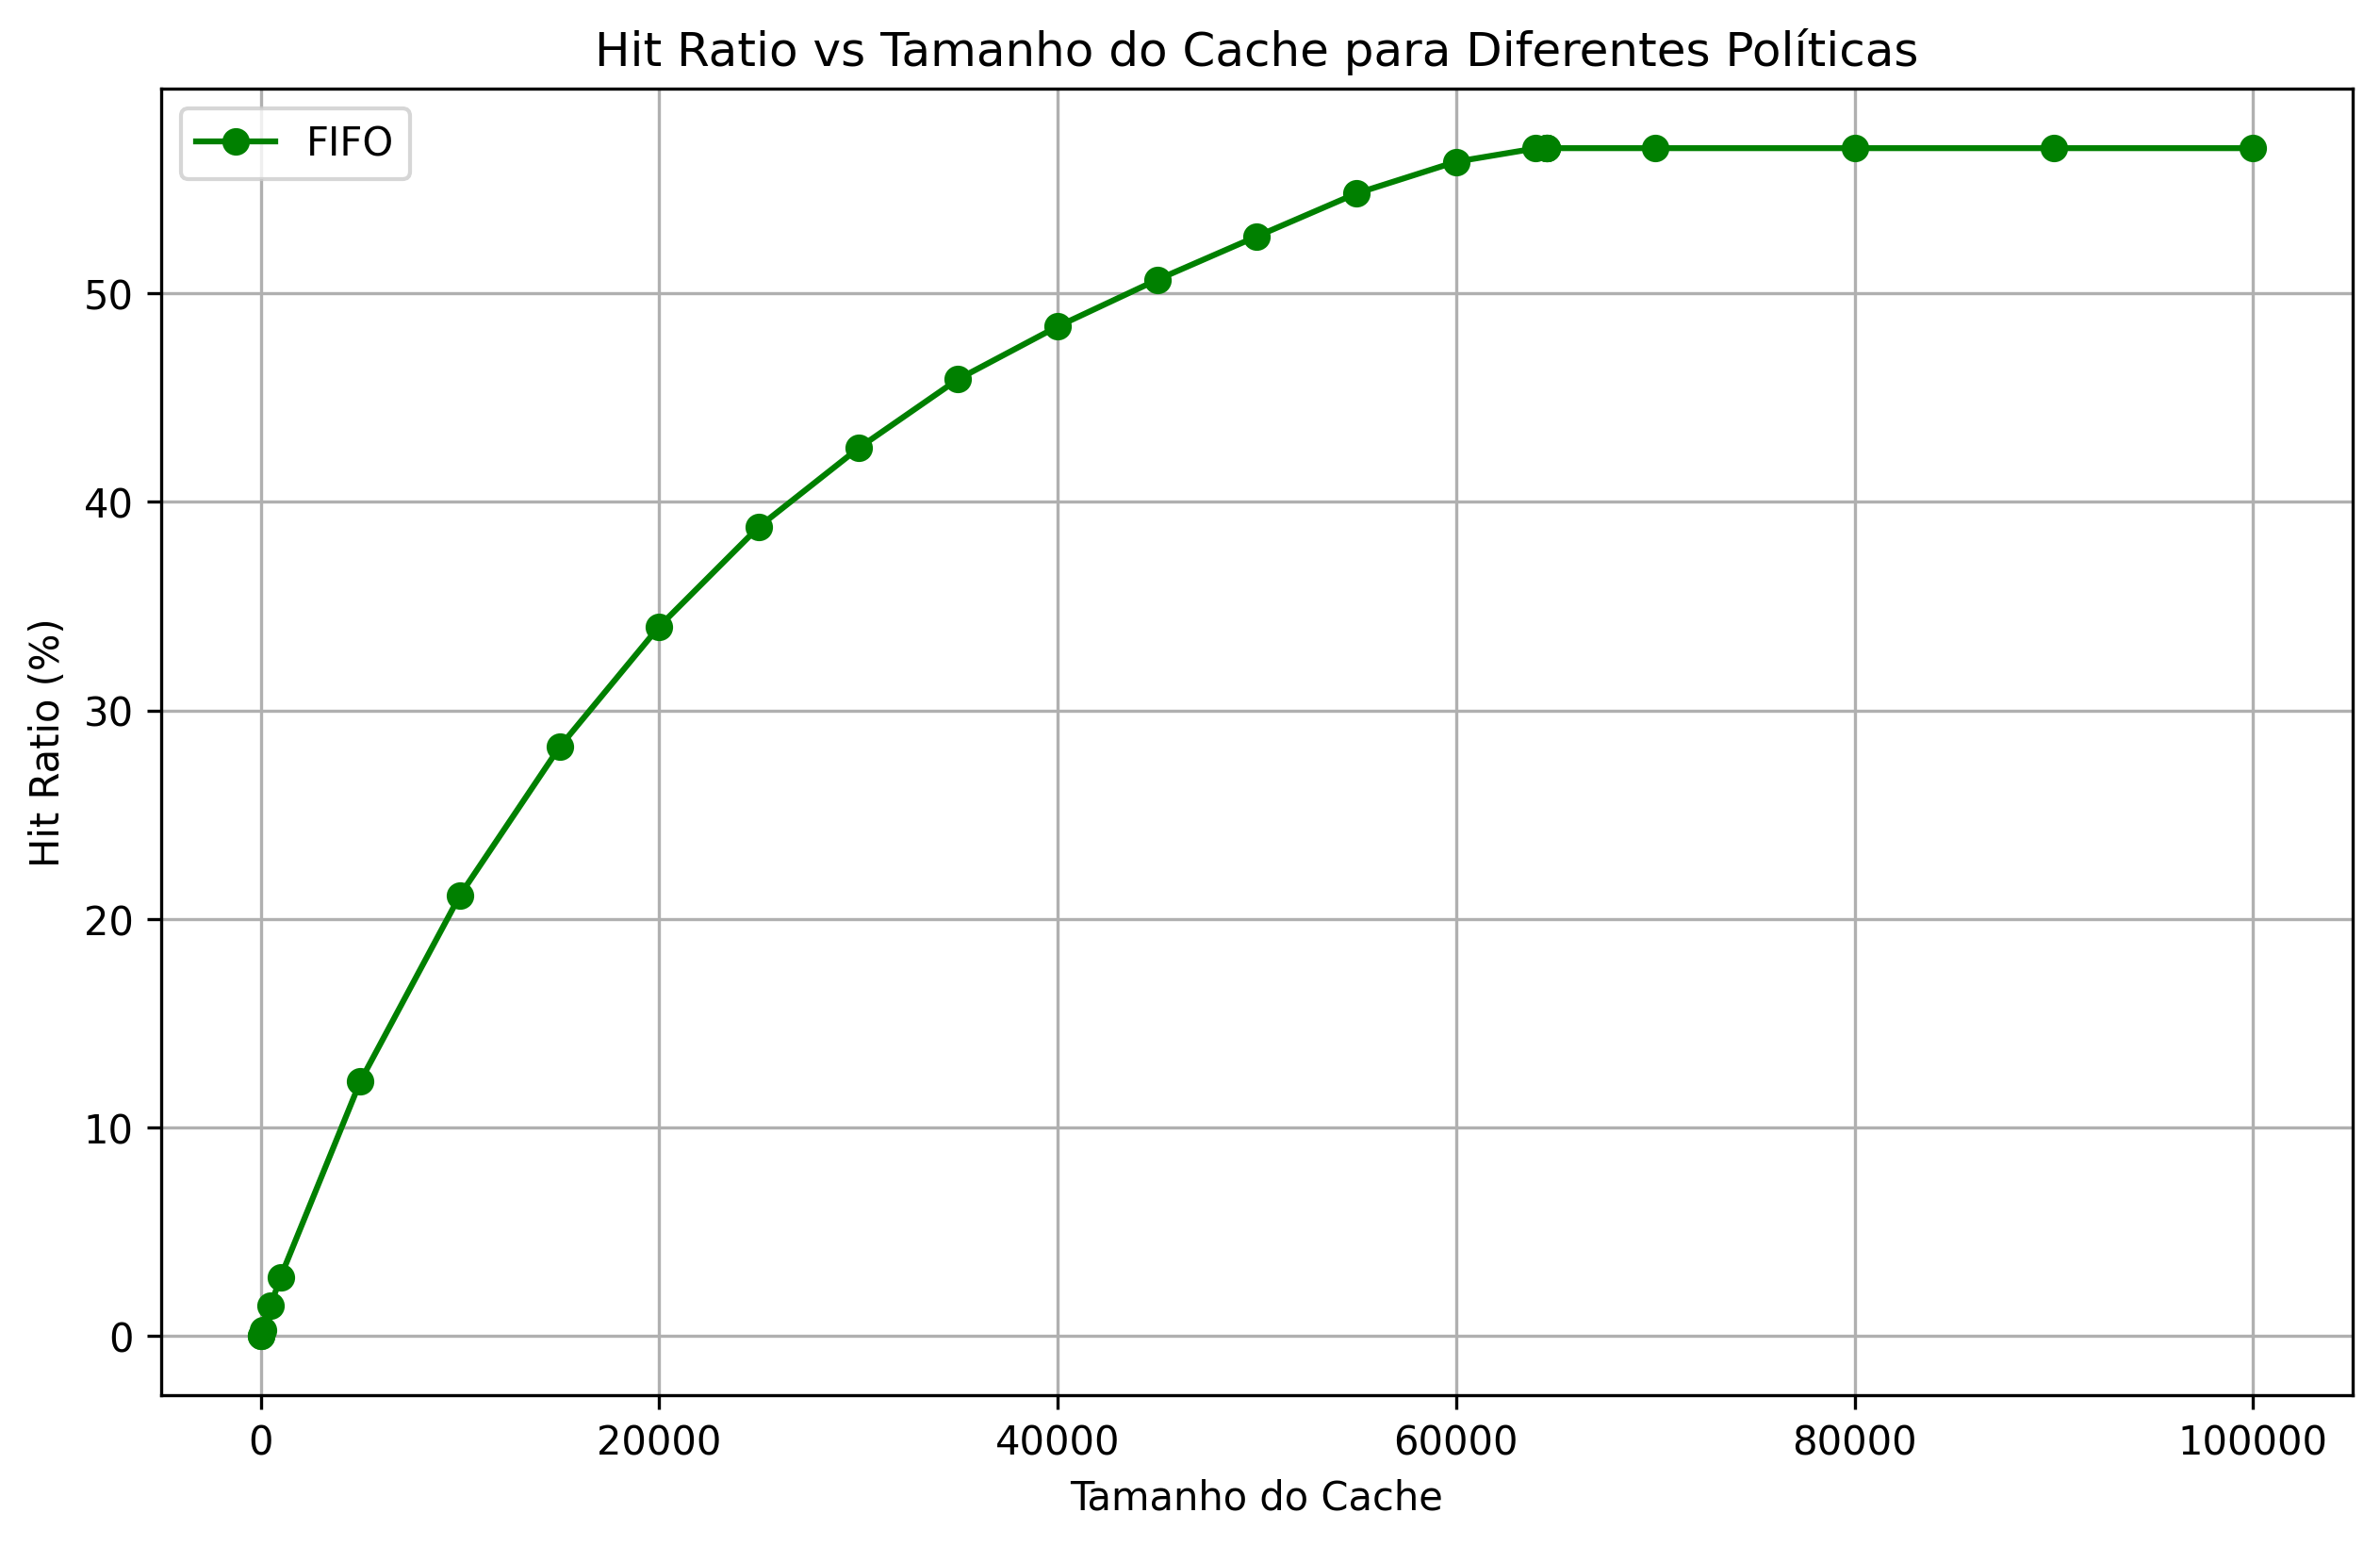 Hit Ratio vs Tamanho do Cache para Diferentes Políticas
FIFO
Hit Ratio (%)
50
40
30
20
10
0
0 20000 40000 60000 80000 100000
Tamanho do Cache